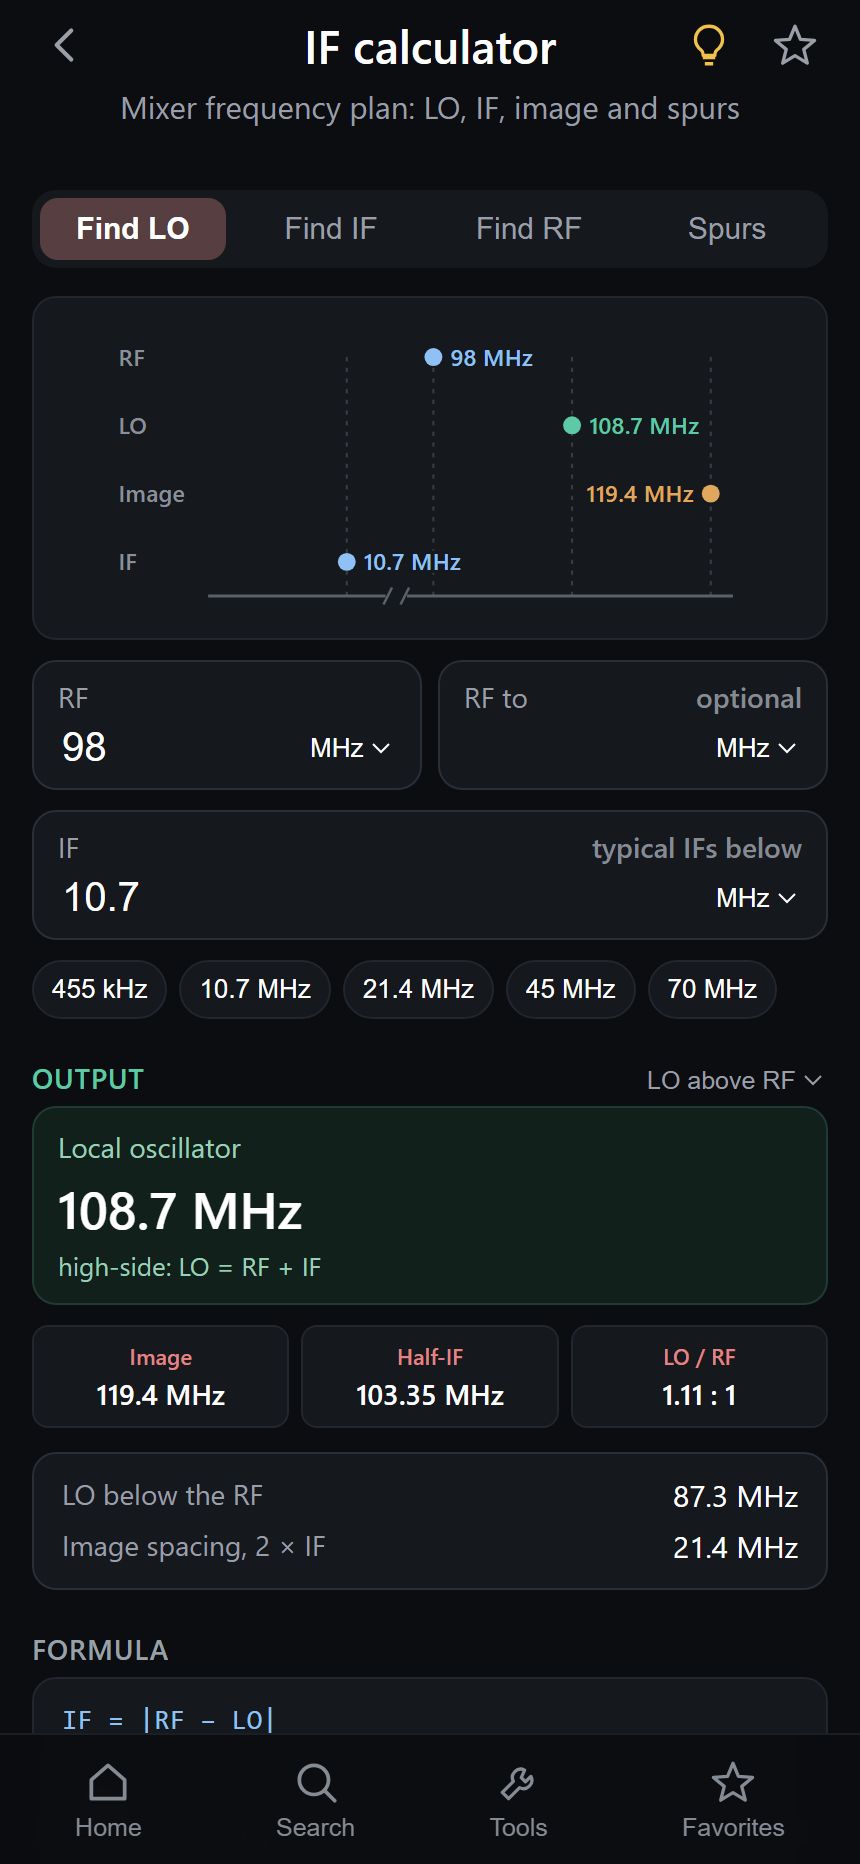 IF calculator
Mixer frequency plan: LO, IF, image and spurs
Find LO Find IF Find RF Spurs
RF 98 MHz
LO 108.7 MHz
Image 119.4 MHz
IF 10.7 MHz
RF RF to optional
98 MHz MHz
IF typical IFs below
10.7 MHz
455 kHz 10.7 MHz 21.4 MHz 45 MHz 70 MHz
OUTPUT LO above RF
Local oscillator
108.7 MHz
high-side: LO = RF + IF
Image Half-IF LO / RF
119.4 MHz 103.35 MHz 1.11 : 1
LO below the RF 87.3 MHz
Image spacing, 2 × IF 21.4 MHz
FORMULA
IF = |RF − LO|
Home Search Tools Favorites